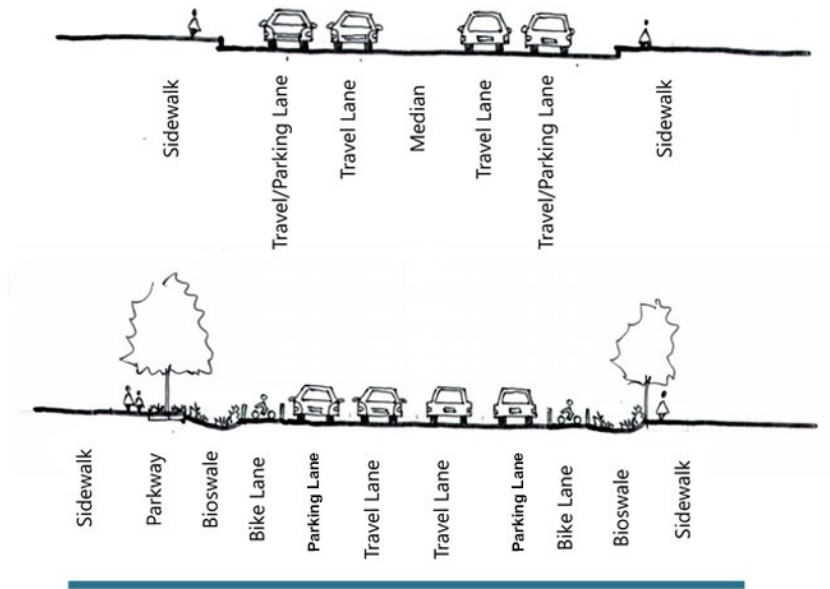 Sidewalk
Travel/Parking Lane
Travel Lane
Median
Travel Lane
Travel/Parking Lane
Sidewalk
Sidewalk
Parkway
Bioswale
Bike Lane
Parking Lane
Travel Lane
Travel Lane
Parking Lane
Bike Lane
Bioswale
Sidewalk